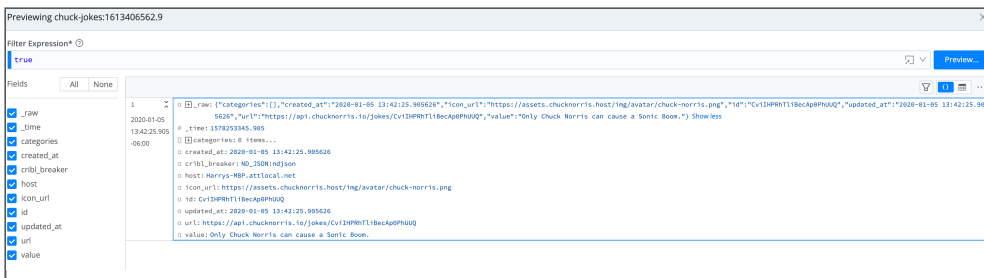 Previewing chuck-jokes:1613406562.9
Filter Expression*
true
Preview...
Fields
All
None
_raw
_time
categories
created_at
cribl_breaker
host
icon_url
id
updated_at
url
value
1
2020-01-05
13:42:25.905
-06:00
_raw: {"categories":[],"created_at":"2020-01-05 13:42:25.905626","icon_url":"https://assets.chucknorris.host/img/avatar/chuck-norris.png","id":"CviIHPRhTliBecAp0PhUUQ","updated_at":"2020-01-05 13:42:25.90
5626","url":"https://api.chucknorris.io/jokes/CviIHPRhTliBecAp0PhUUQ","value":"Only Chuck Norris can cause a Sonic Boom."} Show less
# _time: 1578253345.905
[] categories: 0 items...
created_at: 2020-01-05 13:42:25.905626
cribl_breaker: ND_JSON:ndjson
host: Harrys-MBP.attlocal.net
icon_url: https://assets.chucknorris.host/img/avatar/chuck-norris.png
id: CviIHPRhTliBecAp0PhUUQ
updated_at: 2020-01-05 13:42:25.905626
url: https://api.chucknorris.io/jokes/CviIHPRhTliBecAp0PhUUQ
value: Only Chuck Norris can cause a Sonic Boom.